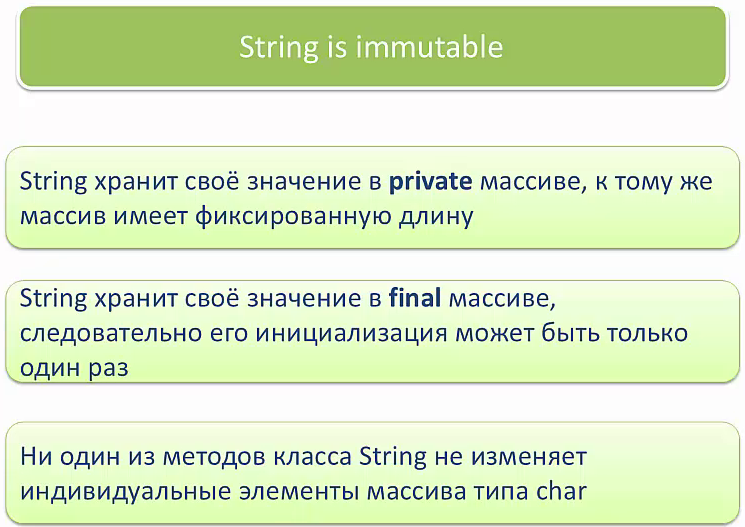 String is immutable
String хранит своё значение в private массиве, к тому же
массив имеет фиксированную длину
String хранит своё значение в final массиве,
следовательно его инициализация может быть только
один раз
Ни один из методов класса String не изменяет
индивидуальные элементы массива типа char